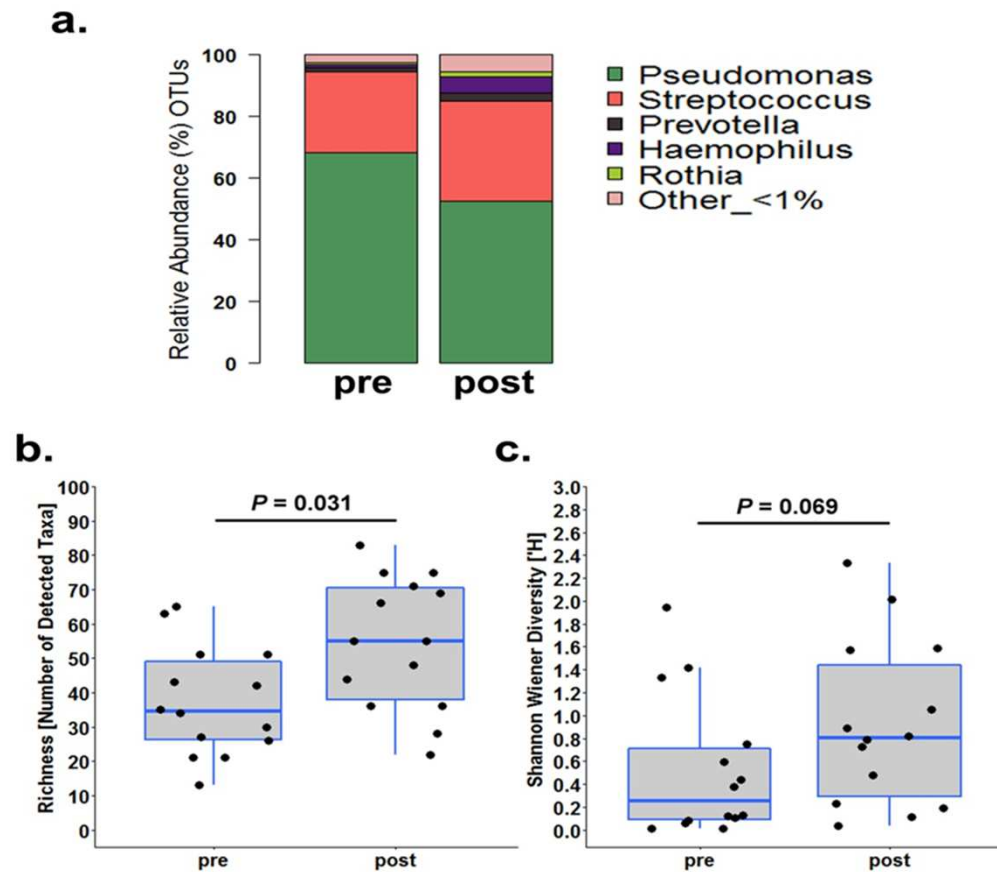 a.
Relative Abundance (%) OTUs
100
80
60
40
20
0
pre
post
Pseudomonas
Streptococcus
Prevotella
Haemophilus
Rothia
Other_<1%
b.
Richness [Number of Detected Taxa]
100
90
80
70
60
50
40
30
20
10
0
P = 0.031
pre
post
c.
Shannon Wiener Diversity ['H]
3.0
2.8
2.6
2.4
2.2
2.0
1.8
1.6
1.4
1.2
1.0
0.8
0.6
0.4
0.2
0.0
P = 0.069
pre
post